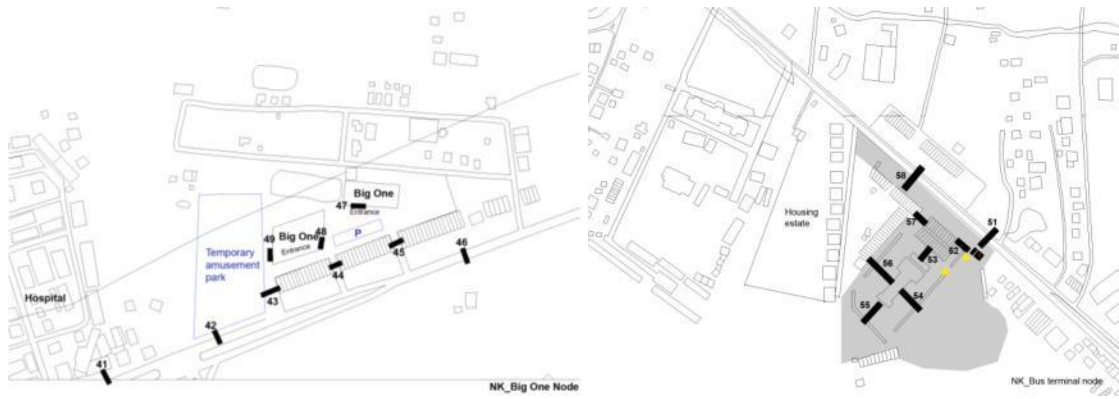 Big One
47
Entrance
49
Big One
48
P
Entrance
45
46
Temporary
amusement
park
44
Hospital
43
42
41
NK_Big One Node
58
57
51
Housing
estate
52
53
56
54
55
NK_Bus terminal node